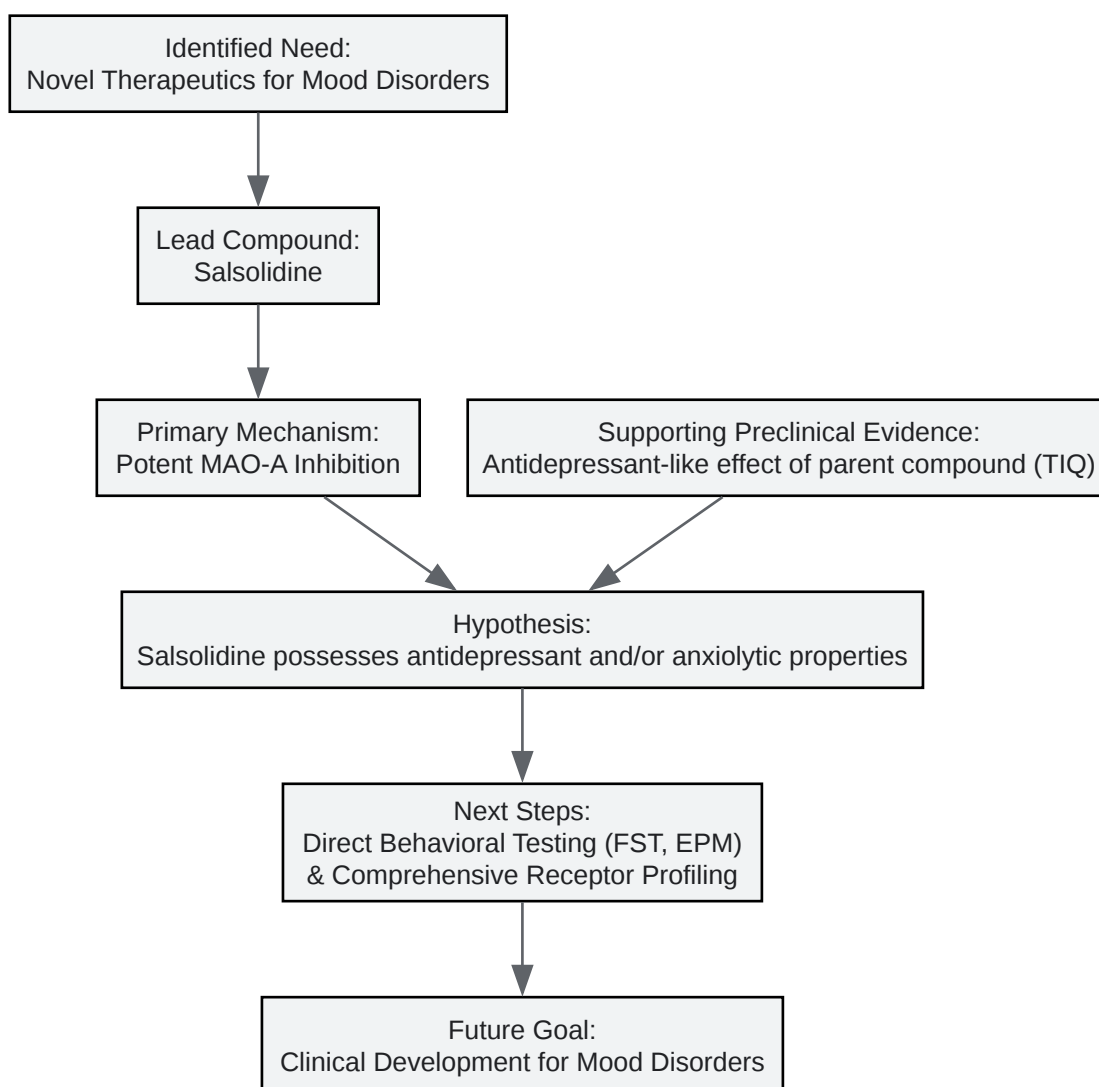 Identified Need:
Novel Therapeutics for Mood Disorders
Lead Compound:
Salsolidine
Primary Mechanism:
Potent MAO-A Inhibition
Supporting Preclinical Evidence:
Antidepressant-like effect of parent compound (TIQ)
Hypothesis:
Salsolidine possesses antidepressant and/or anxiolytic properties
Next Steps:
Direct Behavioral Testing (FST, EPM)
& Comprehensive Receptor Profiling
Future Goal:
Clinical Development for Mood Disorders